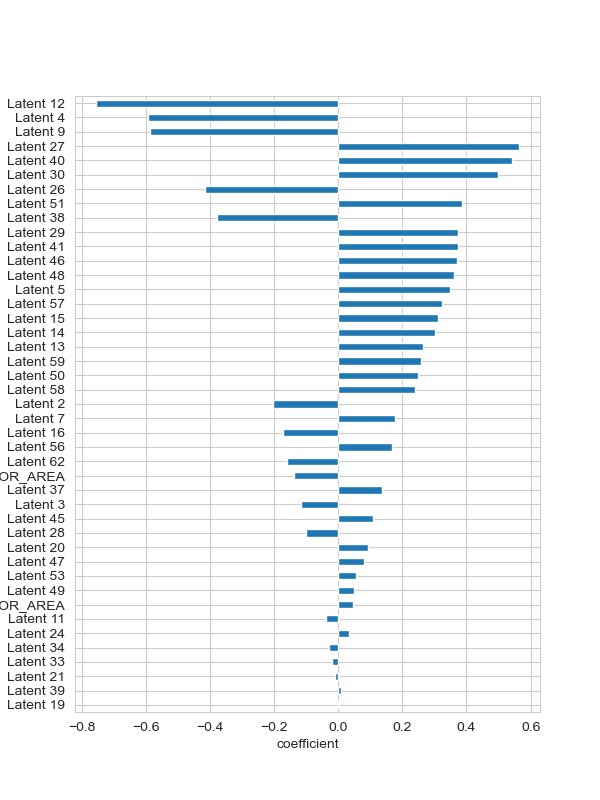 Latent 12
Latent 4
Latent 9
Latent 27
Latent 40
Latent 30
Latent 26
Latent 51
Latent 38
Latent 29
Latent 41
Latent 46
Latent 48
Latent 5
Latent 57
Latent 15
Latent 14
Latent 13
Latent 59
Latent 50
Latent 58
Latent 2
Latent 7
Latent 16
Latent 56
Latent 62
OR_AREA
Latent 37
Latent 3
Latent 45
Latent 28
Latent 20
Latent 47
Latent 53
Latent 49
OR_AREA
Latent 11
Latent 24
Latent 34
Latent 33
Latent 21
Latent 39
Latent 19
−0.8 −0.6 −0.4 −0.2 0.0 0.2 0.4 0.6
coefficient